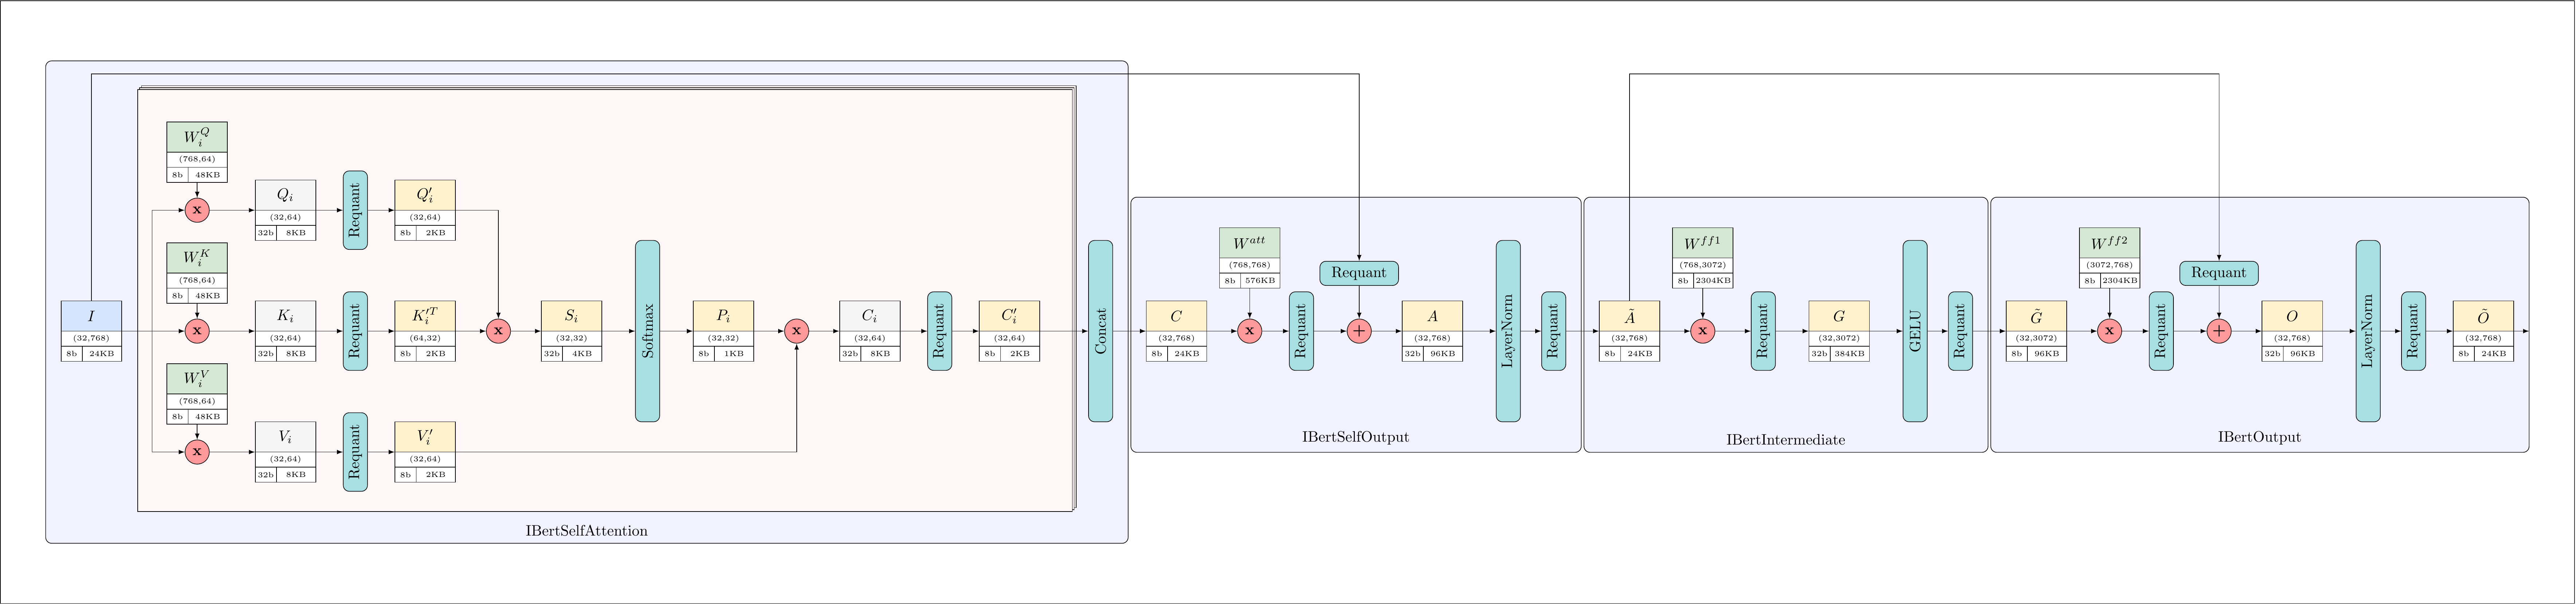 I
(32,768)
8b 24KB
W_i^Q
(768,64)
8b 48KB
x
Q_i
(32,64)
32b 8KB
Requant
Q'_i
(32,64)
8b 2KB
W_i^K
(768,64)
8b 48KB
x
K_i
(32,64)
32b 8KB
Requant
K_i'^T
(64,32)
8b 2KB
W_i^V
(768,64)
8b 48KB
x
V_i
(32,64)
32b 8KB
Requant
V'_i
(32,64)
8b 2KB
x
S_i
(32,32)
32b 4KB
Softmax
P_i
(32,32)
8b 1KB
x
C_i
(32,64)
32b 8KB
Requant
C'_i
(32,64)
8b 2KB
Concat
IBertSelfAttention
C
(32,768)
8b 24KB
W^{att}
(768,768)
8b 576KB
x
Requant
Requant
+
A
(32,768)
32b 96KB
LayerNorm
Requant
IBertSelfOutput
Ã
(32,768)
8b 24KB
W^{ff1}
(768,3072)
8b 2304KB
x
Requant
G
(32,3072)
32b 384KB
GELU
Requant
IBertIntermediate
G̃
(32,3072)
8b 96KB
W^{ff2}
(3072,768)
8b 2304KB
x
Requant
Requant
+
O
(32,768)
32b 96KB
LayerNorm
Requant
Õ
(32,768)
8b 24KB
IBertOutput